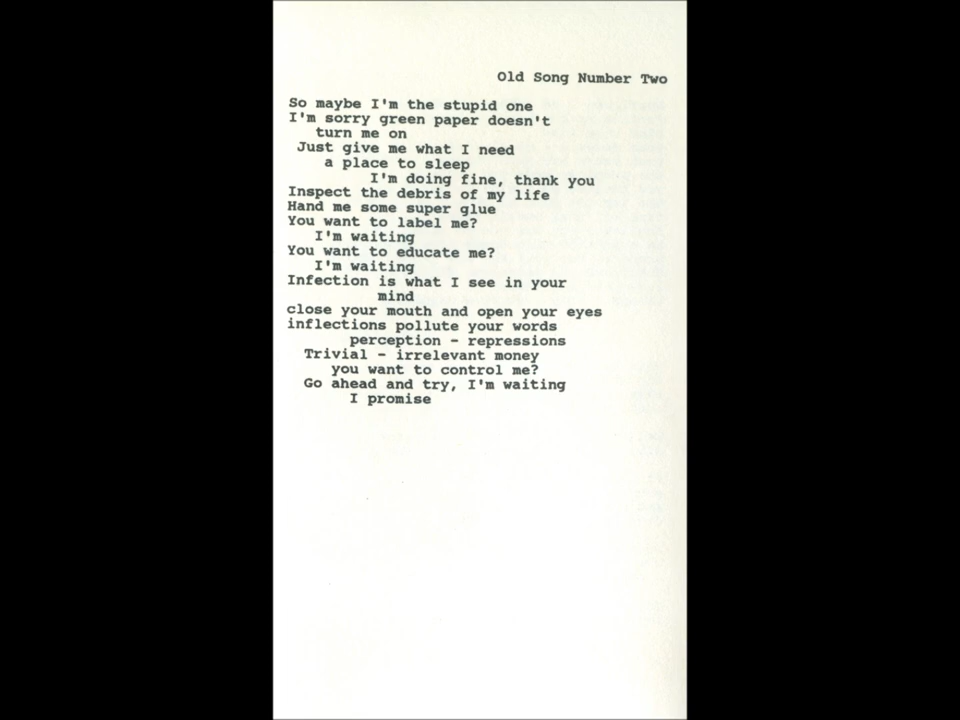 Old Song Number Two
So maybe I'm the stupid one
I'm sorry green paper doesn't
turn me on
Just give me what I need
a place to sleep
I'm doing fine, thank you
Inspect the debris of my life
Hand me some super glue
You want to label me?
I'm waiting
You want to educate me?
I'm waiting
Infection is what I see in your
mind
close your mouth and open your eyes
inflections pollute your words
perception - repressions
Trivial - irrelevant money
you want to control me?
Go ahead and try, I'm waiting
I promise